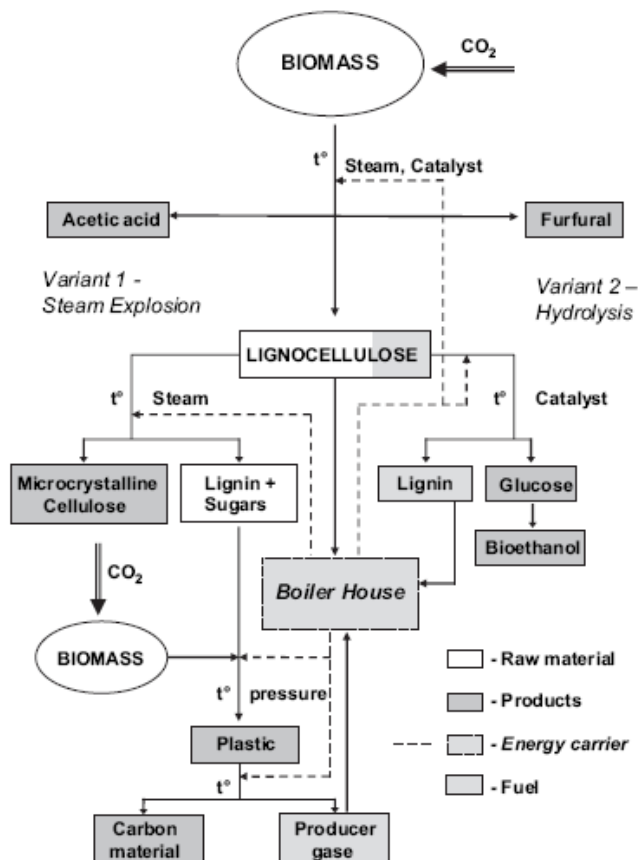 BIOMASS
CO2
t°
Steam, Catalyst
Acetic acid
Furfural
Variant 1 -
Steam Explosion
Variant 2 –
Hydrolysis
LIGNOCELLULOSE
t°
Steam
t°
Catalyst
Microcrystalline
Cellulose
Lignin +
Sugars
Lignin
Glucose
Bioethanol
CO2
Boiler House
BIOMASS
t°
pressure
Plastic
t°
Carbon
material
Producer
gase
- Raw material
- Products
- Energy carrier
- Fuel